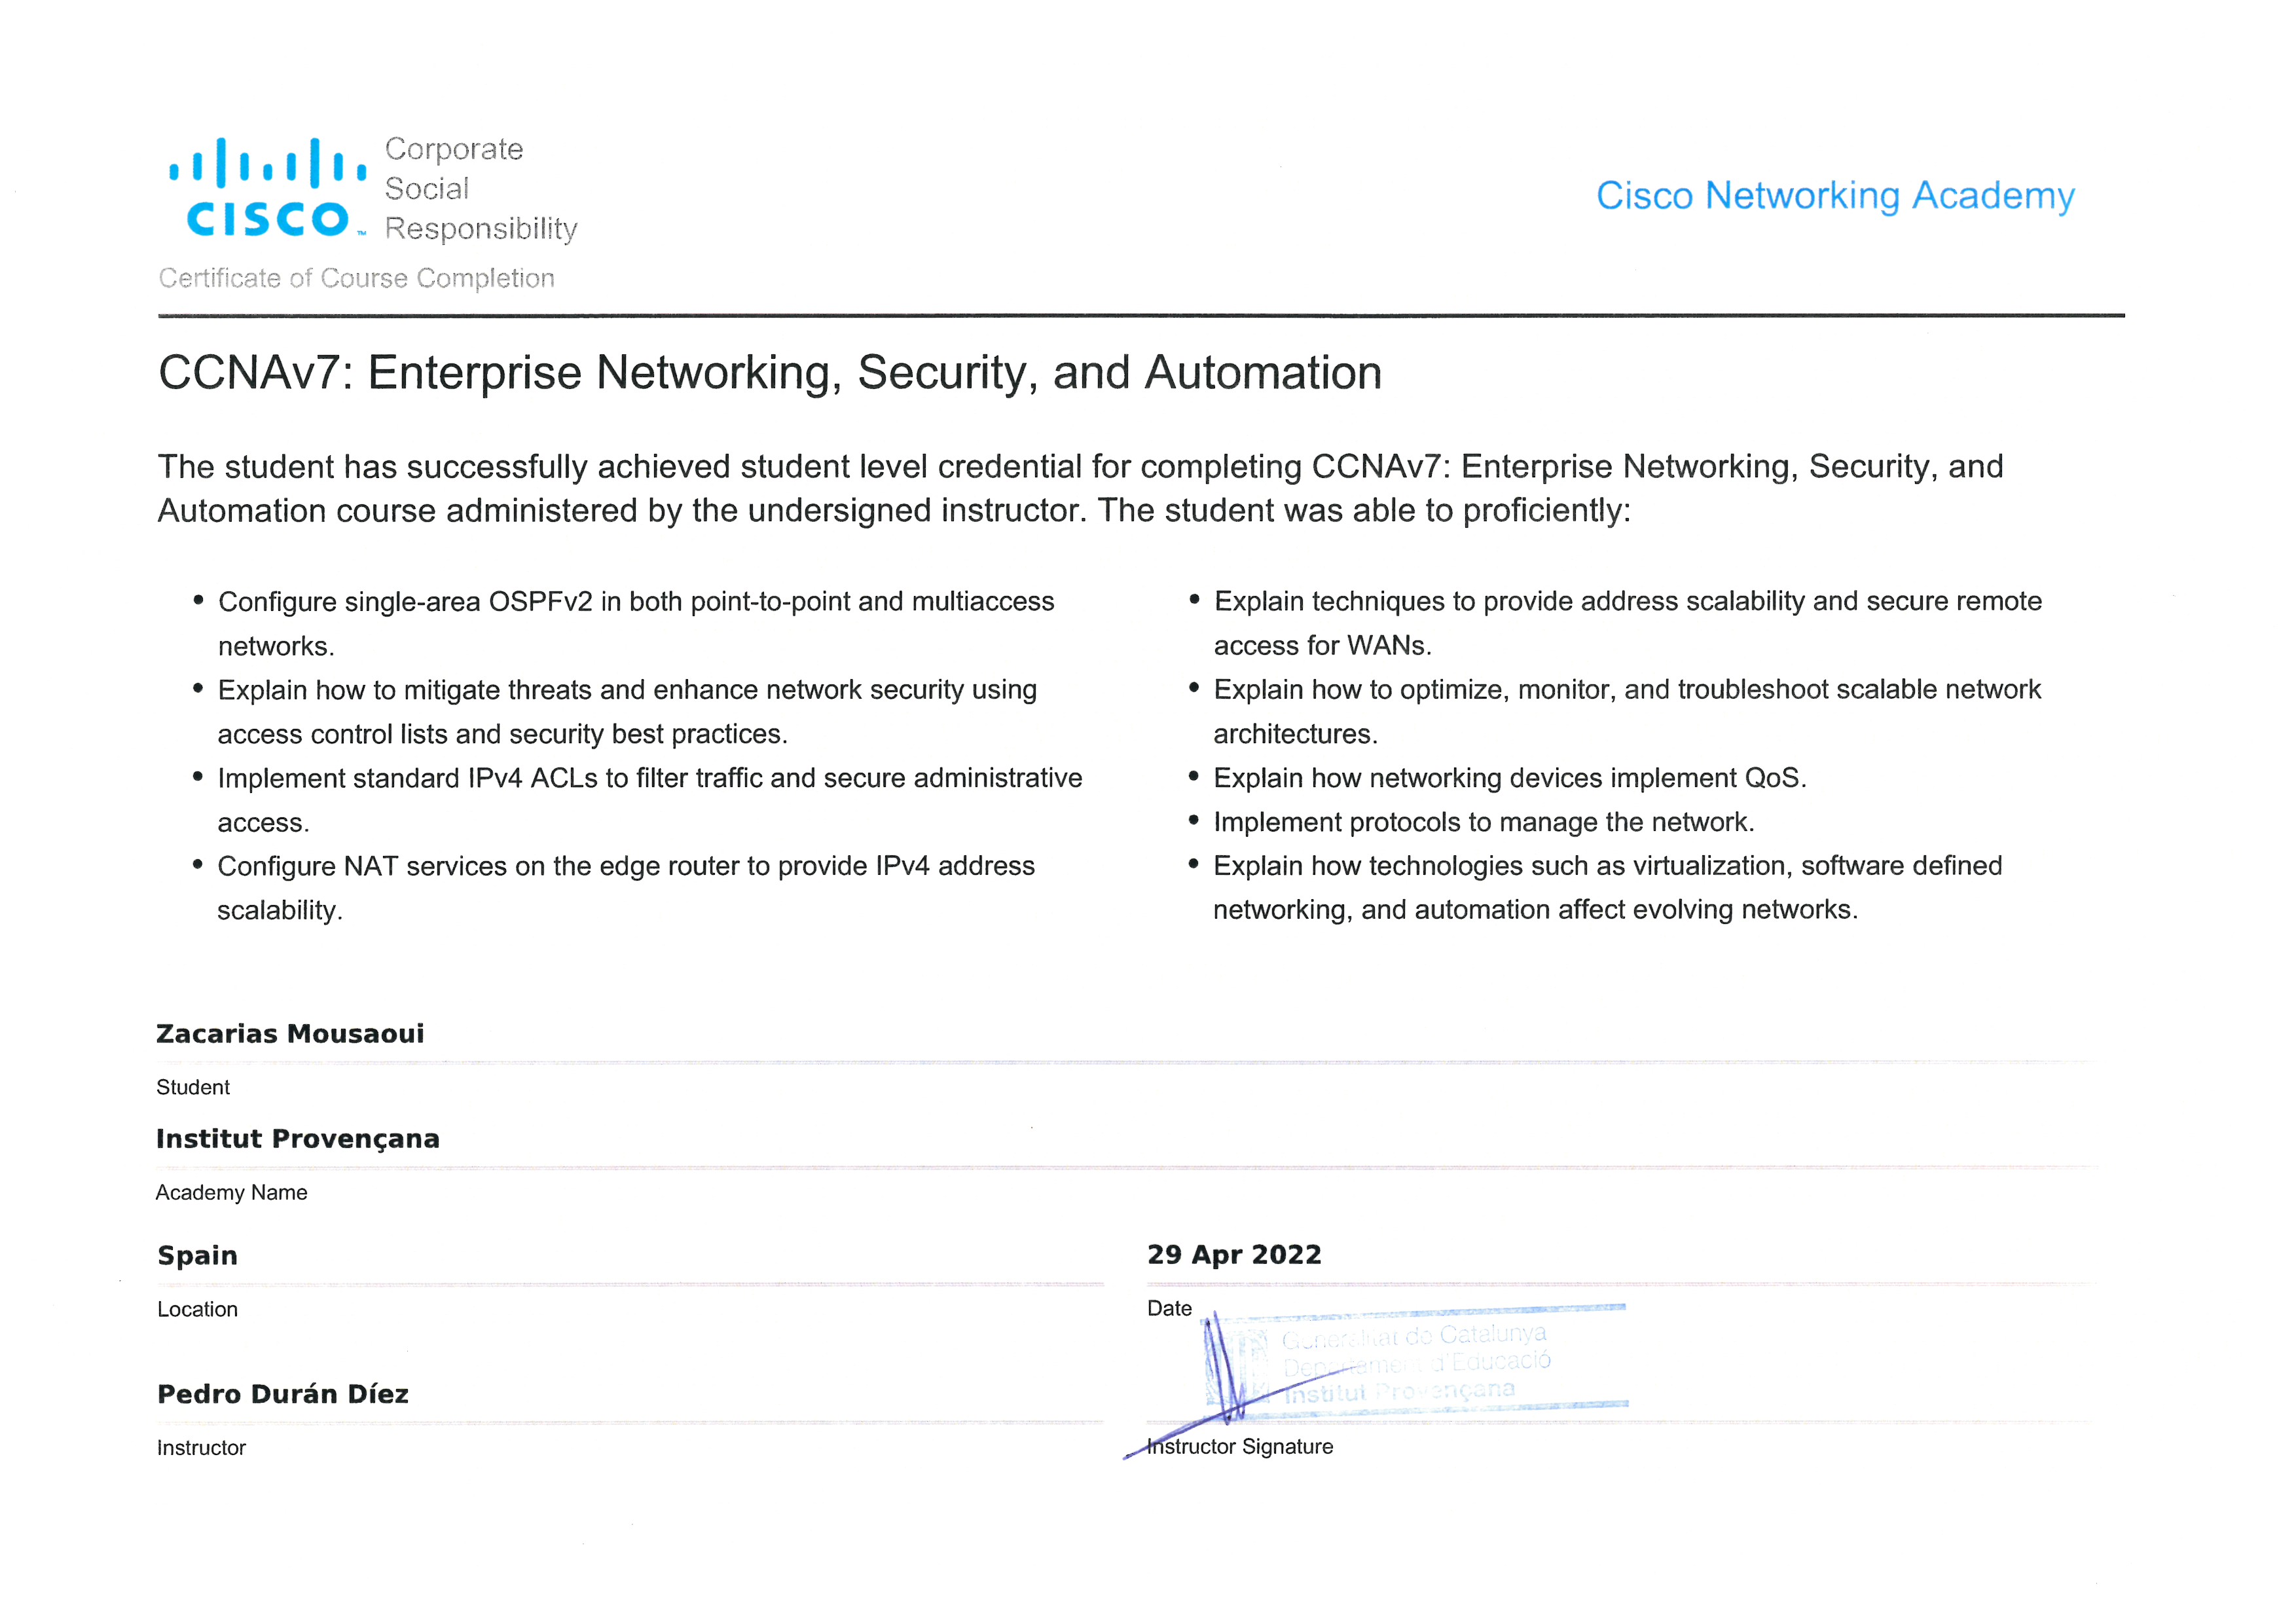 Corporate
Social
Responsibility
CISCO™
Cisco Networking Academy
Certificate of Course Completion
CCNAv7: Enterprise Networking, Security, and Automation
The student has successfully achieved student level credential for completing CCNAv7: Enterprise Networking, Security, and
Automation course administered by the undersigned instructor. The student was able to proficiently:
• Configure single-area OSPFv2 in both point-to-point and multiaccess
networks.
• Explain how to mitigate threats and enhance network security using
access control lists and security best practices.
• Implement standard IPv4 ACLs to filter traffic and secure administrative
access.
• Configure NAT services on the edge router to provide IPv4 address
scalability.
• Explain techniques to provide address scalability and secure remote
access for WANs.
• Explain how to optimize, monitor, and troubleshoot scalable network
architectures.
• Explain how networking devices implement QoS.
• Implement protocols to manage the network.
• Explain how technologies such as virtualization, software defined
networking, and automation affect evolving networks.
Zacarias Mousaoui
Student
Institut Provençana
Academy Name
Spain
Location
29 Apr 2022
Date
Generalitat de Catalunya
Departament d'Educació
Institut Provençana
Pedro Durán Díez
Instructor
Instructor Signature